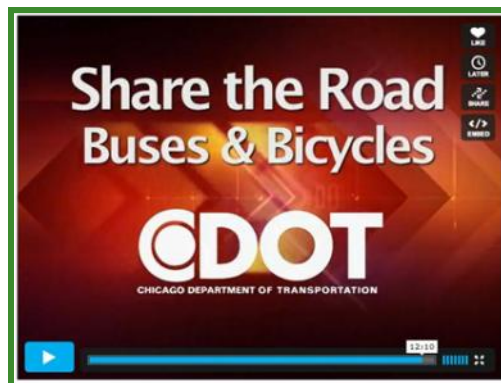 Share the Road
Buses & Bicycles
CDOT
CHICAGO DEPARTMENT OF TRANSPORTATION
LIKE
LATER
SHARE
</> EMBED
12:10